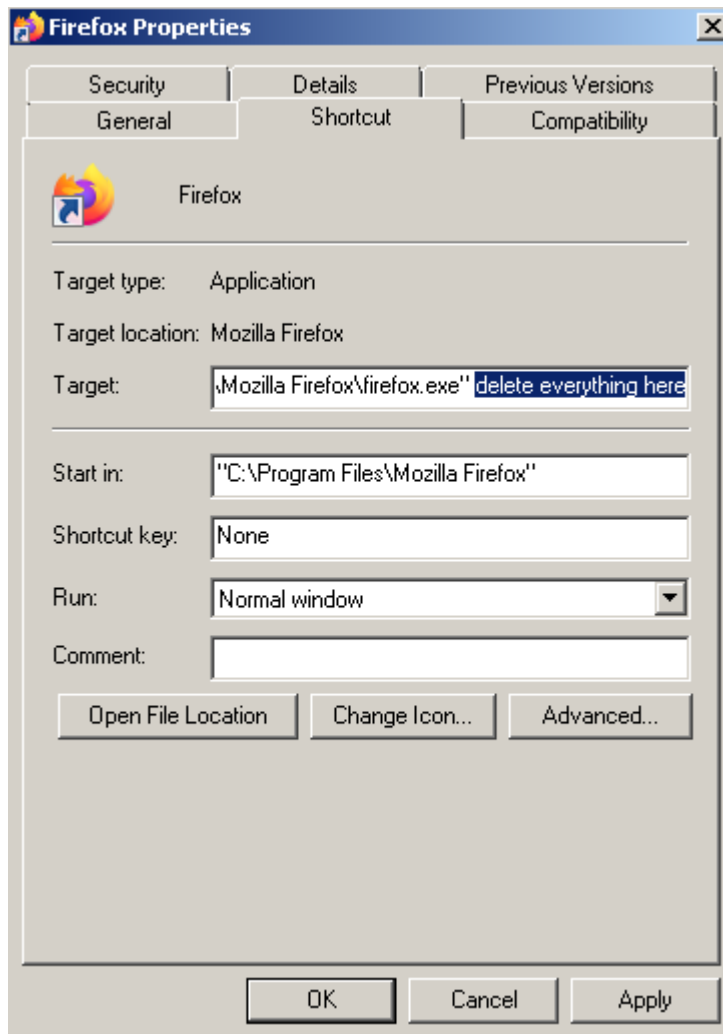 Firefox Properties
Security Details Previous Versions
General Shortcut Compatibility
Firefox
Target type: Application
Target location: Mozilla Firefox
Target: \Mozilla Firefox\firefox.exe" delete everything here
Start in: "C:\Program Files\Mozilla Firefox"
Shortcut key: None
Run: Normal window
Comment:
Open File Location Change Icon... Advanced...
OK Cancel Apply